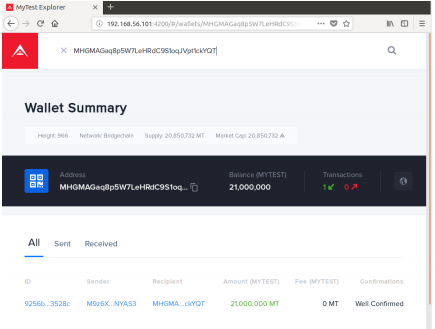 MyTest Explorer
192.168.56.101:4200/#/wallets/MHGMAGaq8p5W7LeHRdC9S1
MHGMAGaq8p5W7LeHRdC9S1oqJVpt1ckYQT
Wallet Summary
Height: 966 Network: Bridgechain Supply: 20,850,732 MT Market Cap: 20,850,732
Address Balance (MYTEST) Transactions
MHGMAGaq8p5W7LeHRdC9S1oq... 21,000,000 1 0
All Sent Received
ID Sender Recipient Amount (MYTEST) Fee (MYTEST) Confirmations
9256b...3528c M9z6X...NYAS3 MHGMA...ckYQT 21,000,000 MT 0 MT Well Confirmed